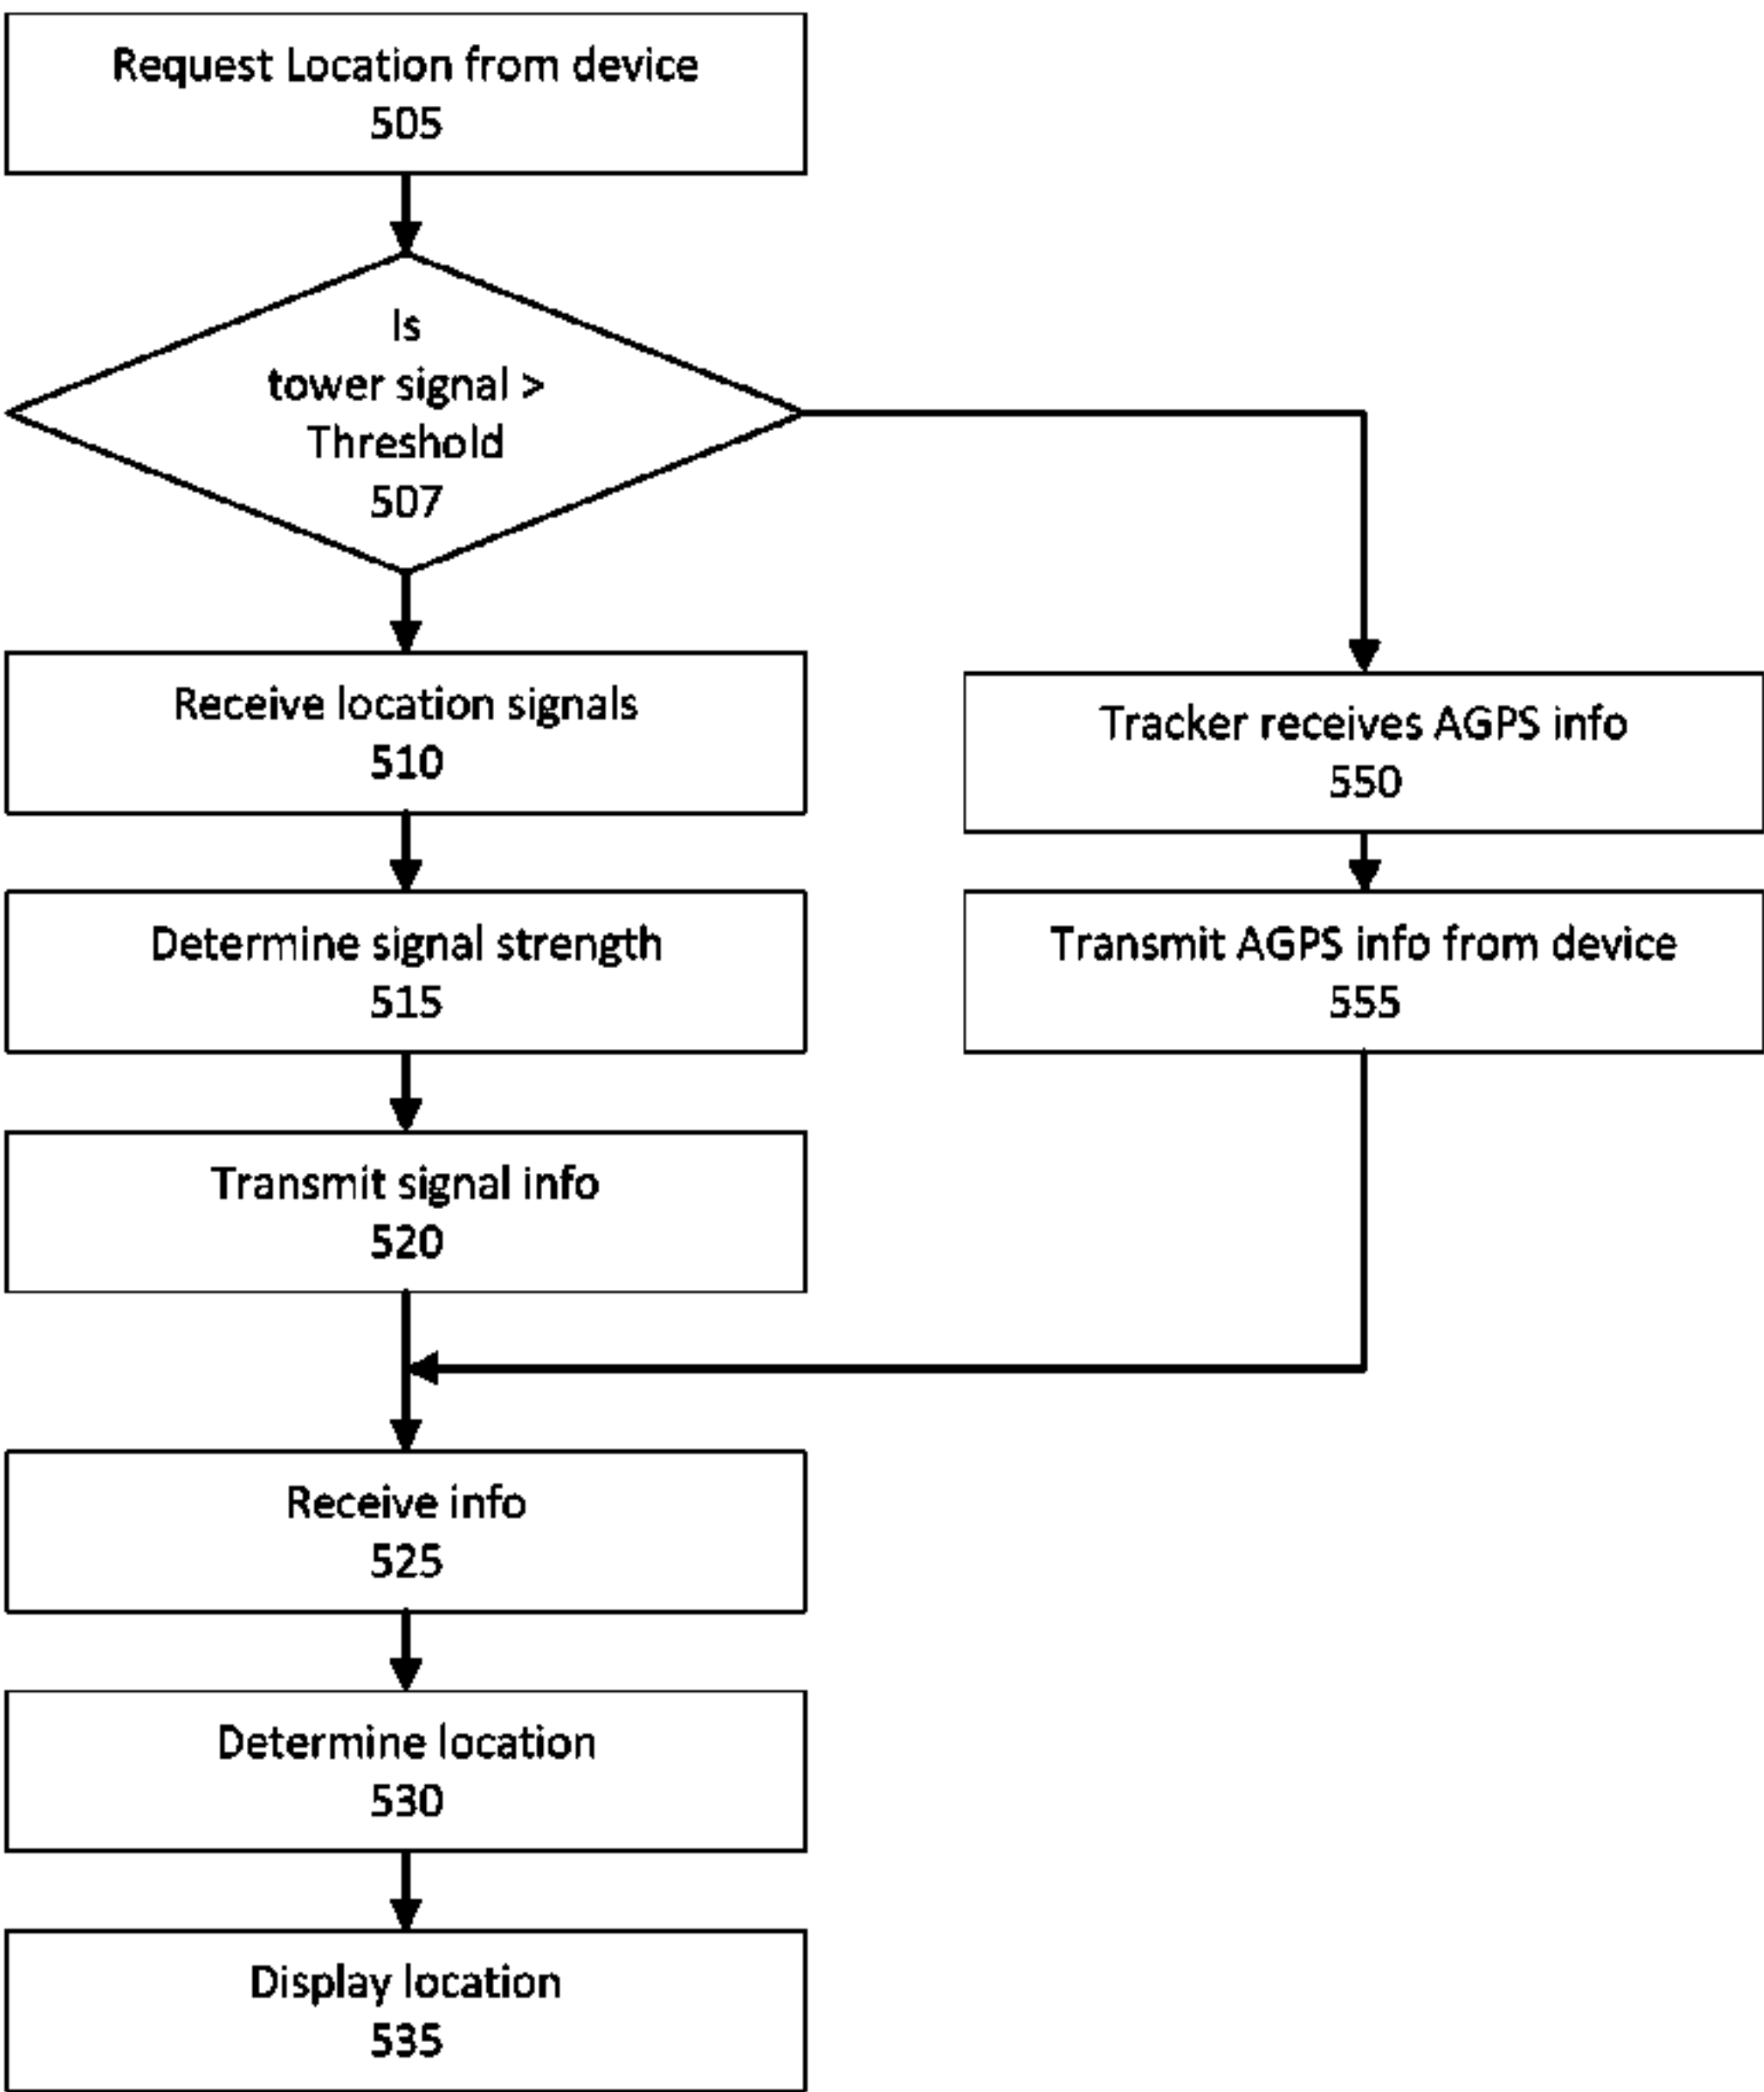 Request Location from device
505
Is
tower signal >
Threshold
507
Receive location signals
510
Tracker receives AGPS info
550
Determine signal strength
515
Transmit AGPS info from device
555
Transmit signal info
520
Receive info
525
Determine location
530
Display location
535